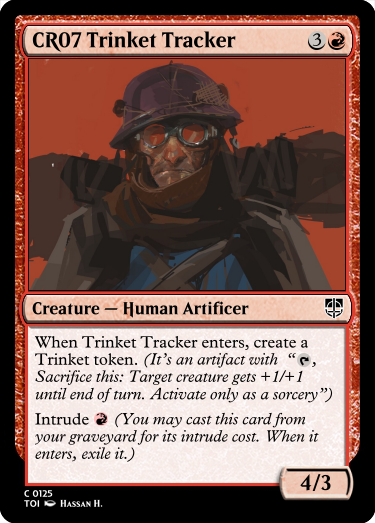 CR07 Trinket Tracker 3
Creature — Human Artificer
When Trinket Tracker enters, create a
Trinket token. (It's an artifact with “,
Sacrifice this: Target creature gets +1/+1
until end of turn. Activate only as a sorcery”)
Intrude (You may cast this card from
your graveyard for its intrude cost. When it
enters, exile it.)
4/3
C 0125
TOI HASSAN H.